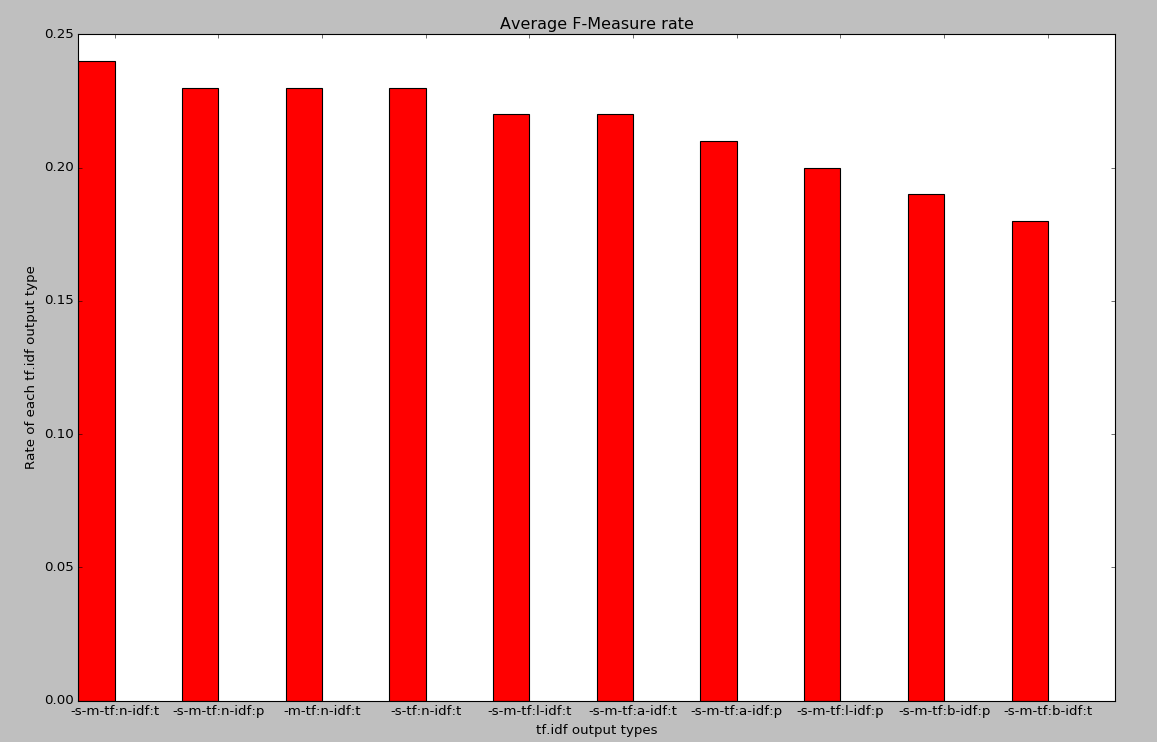 Average F-Measure rate
0.25
0.20
0.15
0.10
0.05
0.00
Rate of each tf.idf output type
-s-m-tf:n-idf:t -s-m-tf:n-idf:p -m-tf:n-idf:t -s-tf:n-idf:t -s-m-tf:l-idf:t -s-m-tf:a-idf:t -s-m-tf:a-idf:p -s-m-tf:l-idf:p -s-m-tf:b-idf:p -s-m-tf:b-idf:t
tf.idf output types